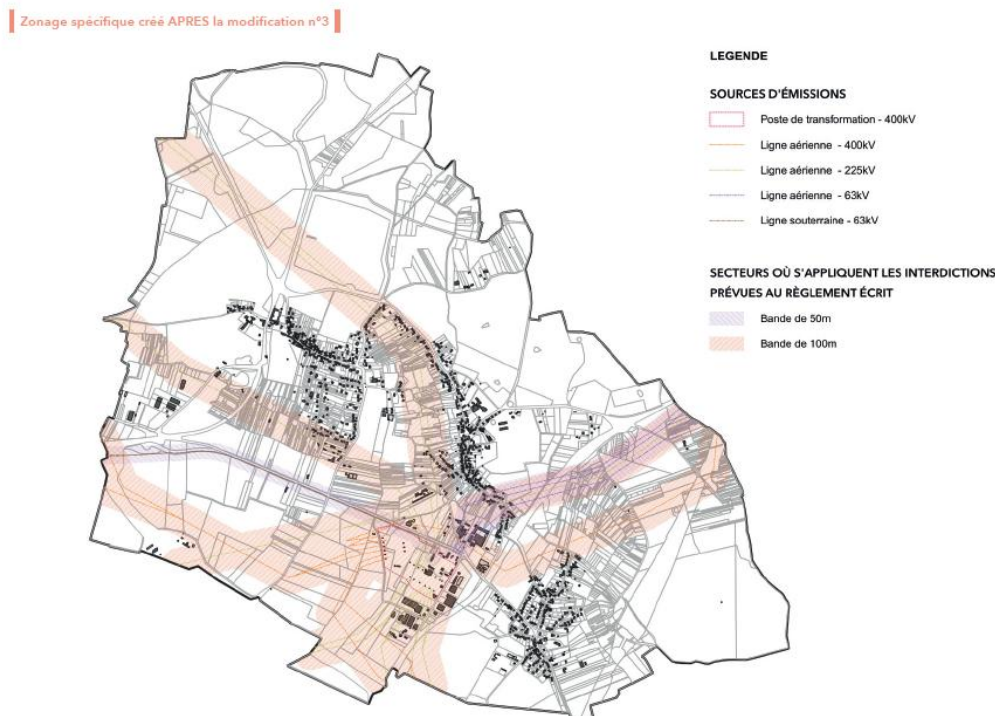 Zonage spécifique créé APRES la modification n°3
LEGENDE
SOURCES D'ÉMISSIONS
Poste de transformation - 400kV
Ligne aérienne - 400kV
Ligne aérienne - 225kV
Ligne aérienne - 63kV
Ligne souterraine - 63kV
SECTEURS OÙ S'APPLIQUENT LES INTERDICTIONS
PRÉVUES AU RÈGLEMENT ÉCRIT
Bande de 50m
Bande de 100m